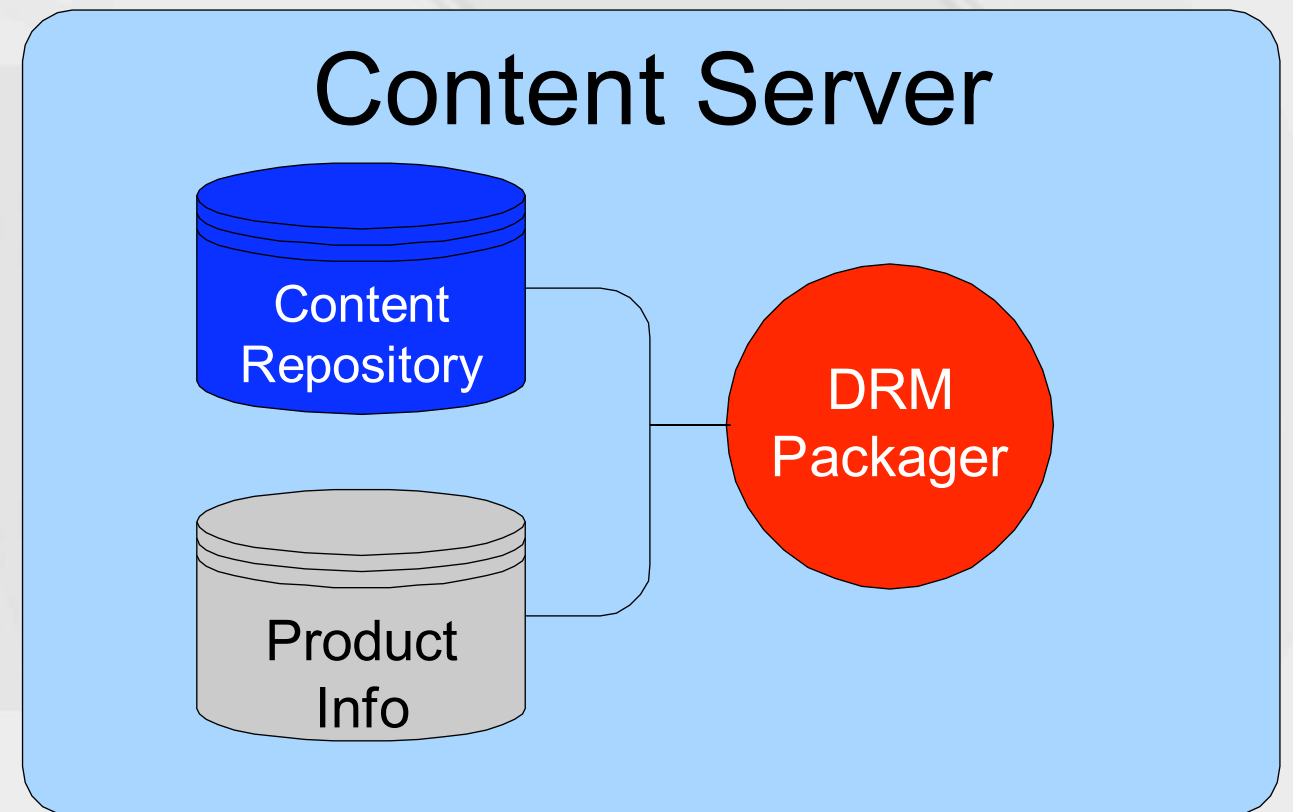 Content Server
Content
Repository
DRM
Packager
Product
Info